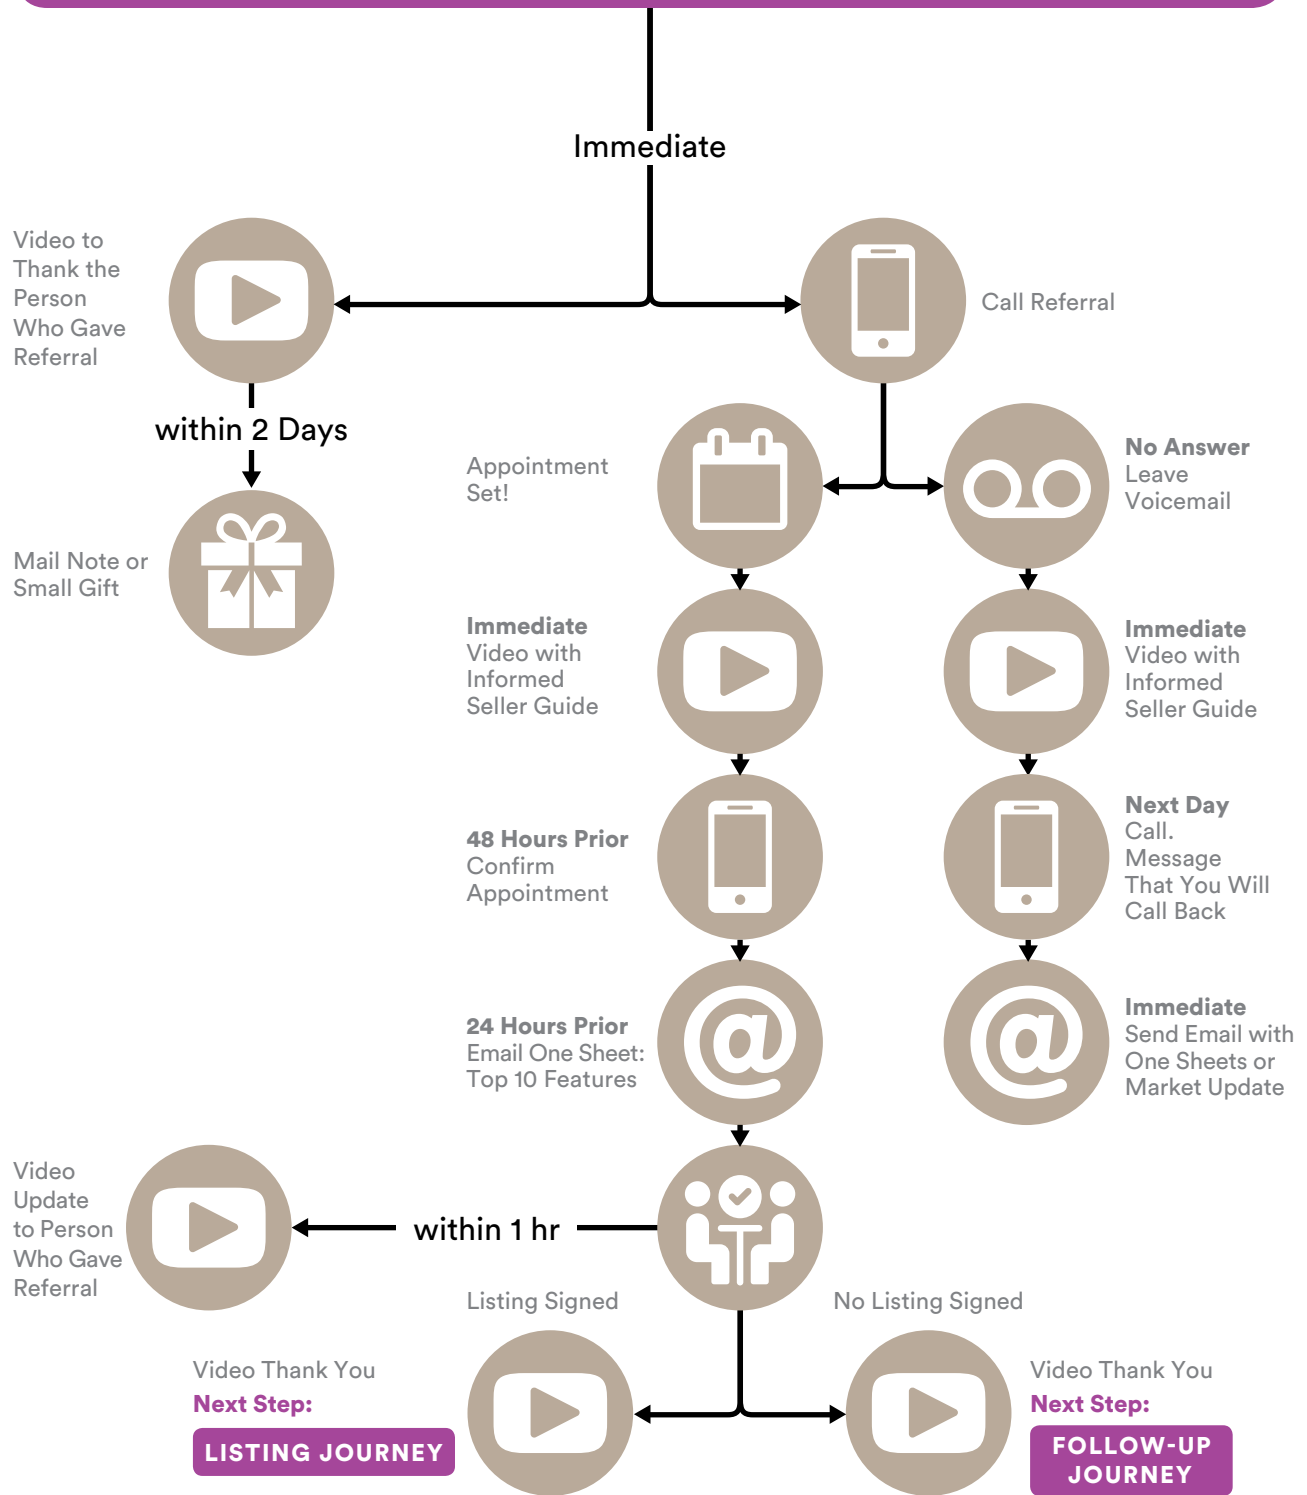 Immediate
Video to
Thank the
Person
Who Gave
Referral
Call Referral
within 2 Days
Mail Note or
Small Gift
Appointment
Set!
No Answer
Leave
Voicemail
Immediate
Video with
Informed
Seller Guide
Immediate
Video with
Informed
Seller Guide
48 Hours Prior
Confirm
Appointment
Next Day
Call.
Message
That You Will
Call Back
24 Hours Prior
Email One Sheet:
Top 10 Features
Immediate
Send Email with
One Sheets or
Market Update
Video
Update
to Person
Who Gave
Referral
within 1 hr
Listing Signed
No Listing Signed
Video Thank You
Next Step:
LISTING JOURNEY
Video Thank You
Next Step:
FOLLOW-UP
JOURNEY